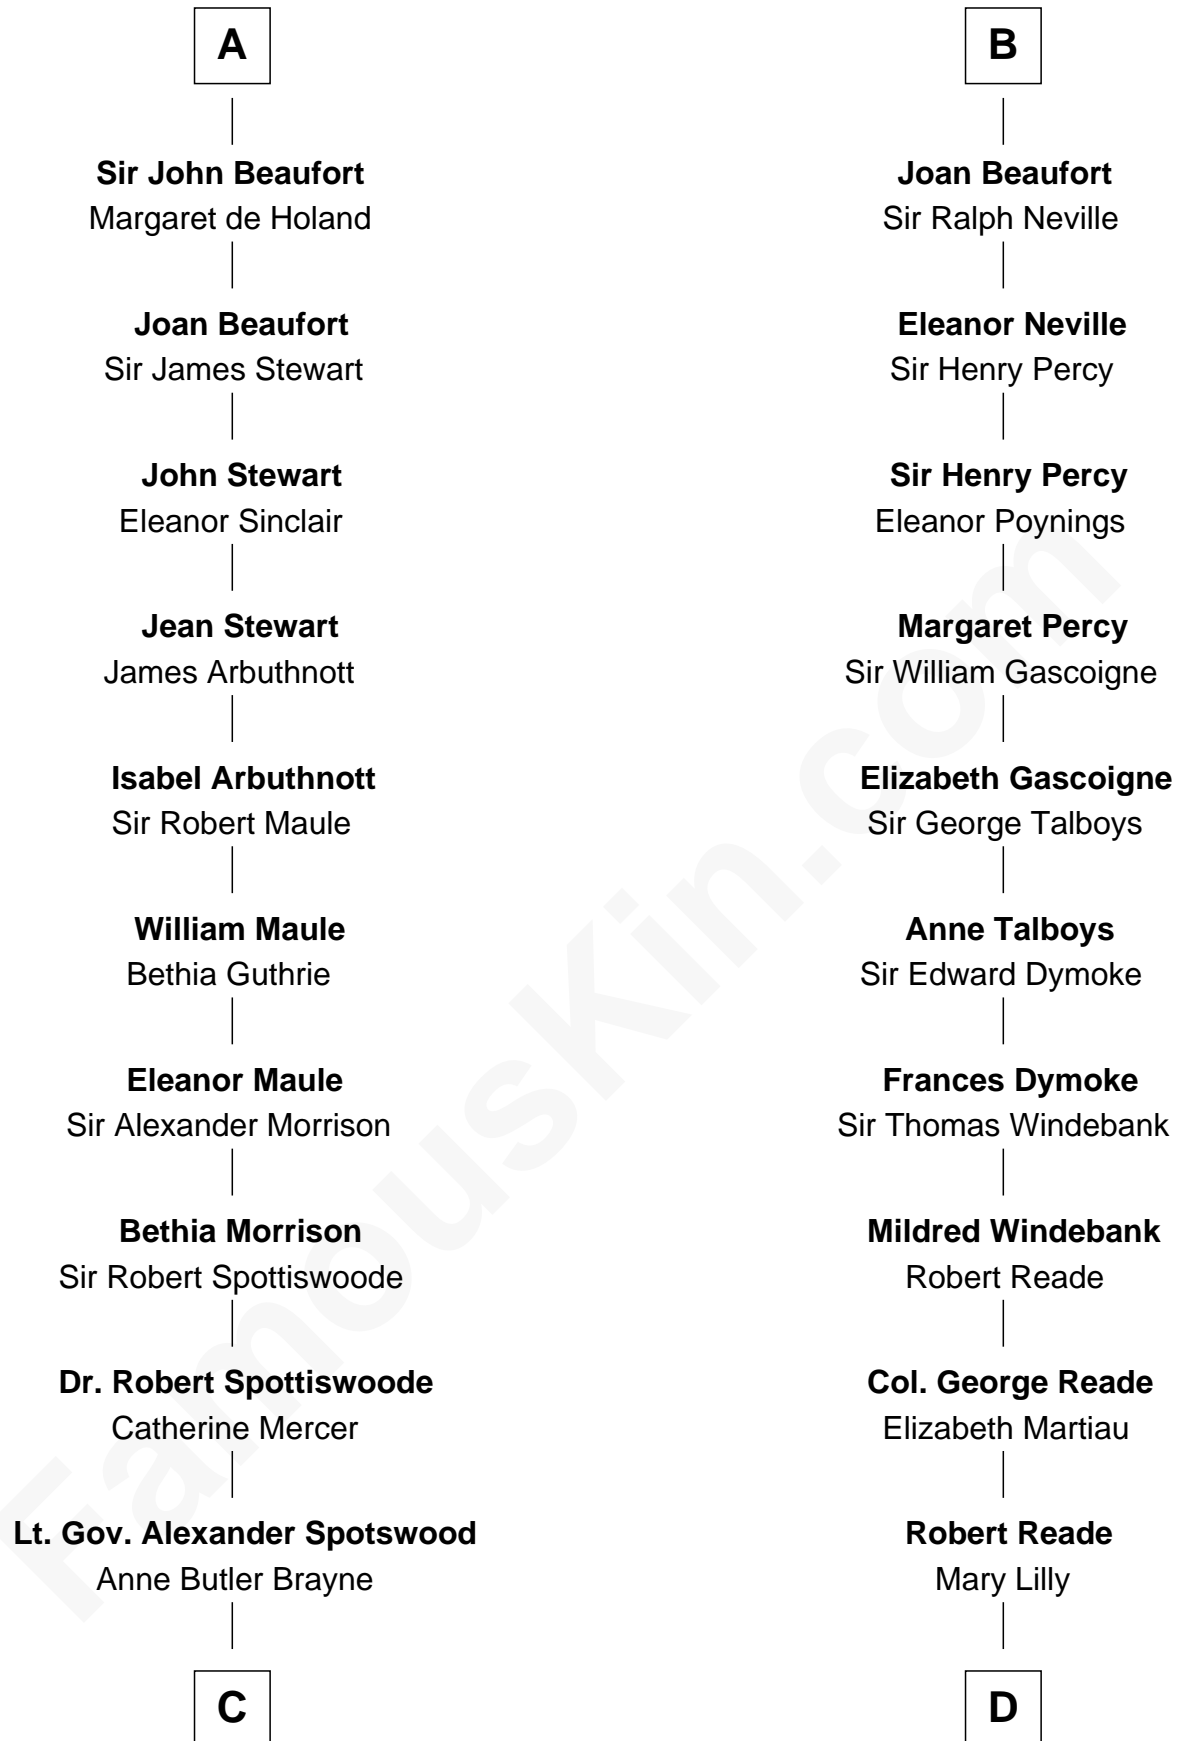 A
Sir John Beaufort
Margaret de Holand
Joan Beaufort
Sir James Stewart
John Stewart
Eleanor Sinclair
Jean Stewart
James Arbuthnott
Isabel Arbuthnott
Sir Robert Maule
William Maule
Bethia Guthrie
Eleanor Maule
Sir Alexander Morrison
Bethia Morrison
Sir Robert Spottiswoode
Dr. Robert Spottiswoode
Catherine Mercer
Lt. Gov. Alexander Spotswood
Anne Butler Brayne
C
B
Joan Beaufort
Sir Ralph Neville
Eleanor Neville
Sir Henry Percy
Sir Henry Percy
Eleanor Poynings
Margaret Percy
Sir William Gascoigne
Elizabeth Gascoigne
Sir George Talboys
Anne Talboys
Sir Edward Dymoke
Frances Dymoke
Sir Thomas Windebank
Mildred Windebank
Robert Reade
Col. George Reade
Elizabeth Martiau
Robert Reade
Mary Lilly
D
FamousKin.com